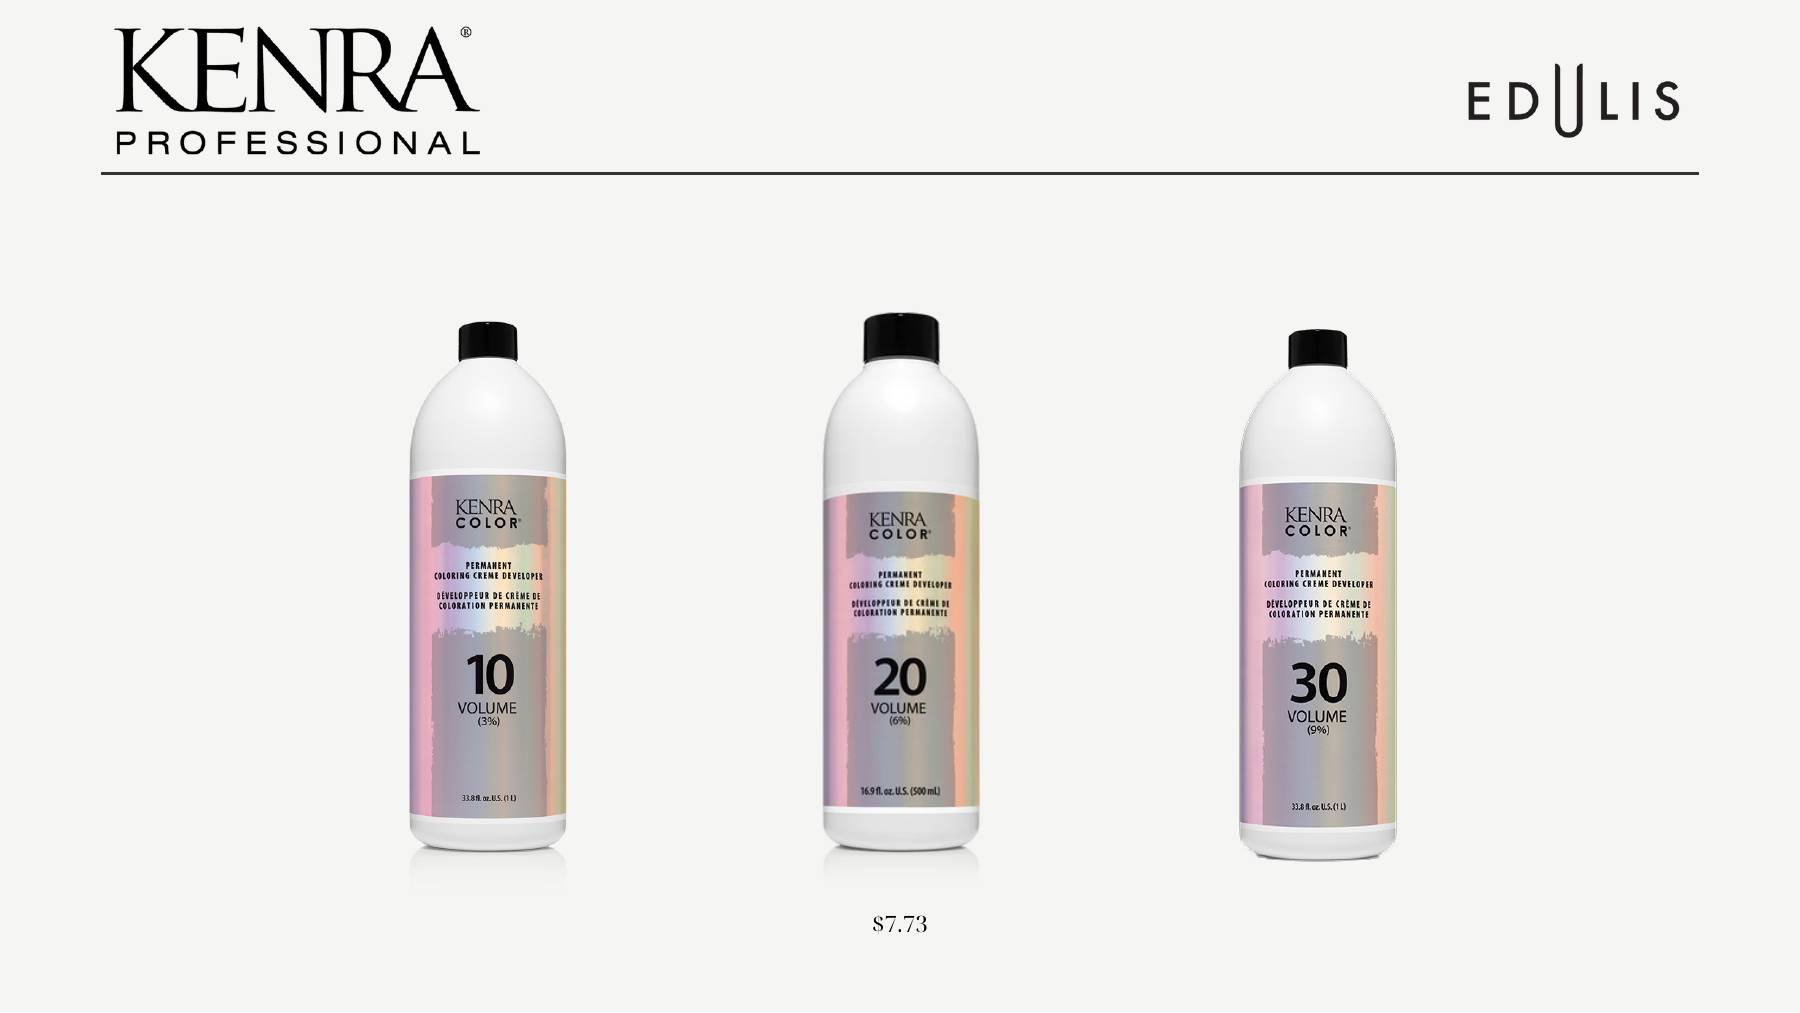 KENRA®
PROFESSIONAL
EDULIS
KENRA
COLOR®
PERMANENT
COLORING CREME DEVELOPER
DÉVELOPPEUR DE CRÈME DE
COLORATION PERMANENTE
10
VOLUME
(3%)
33.8 fl. oz. U.S. (1 L)
KENRA
COLOR®
PERMANENT
COLORING CREME DEVELOPER
DÉVELOPPEUR DE CRÈME DE
COLORATION PERMANENTE
20
VOLUME
(6%)
16.9 fl. oz. U.S. (500 mL)
KENRA
COLOR®
PERMANENT
COLORING CREME DEVELOPER
DÉVELOPPEUR DE CRÈME DE
COLORATION PERMANENTE
30
VOLUME
(9%)
33.8 fl. oz. U.S. (1 L)
$7.73